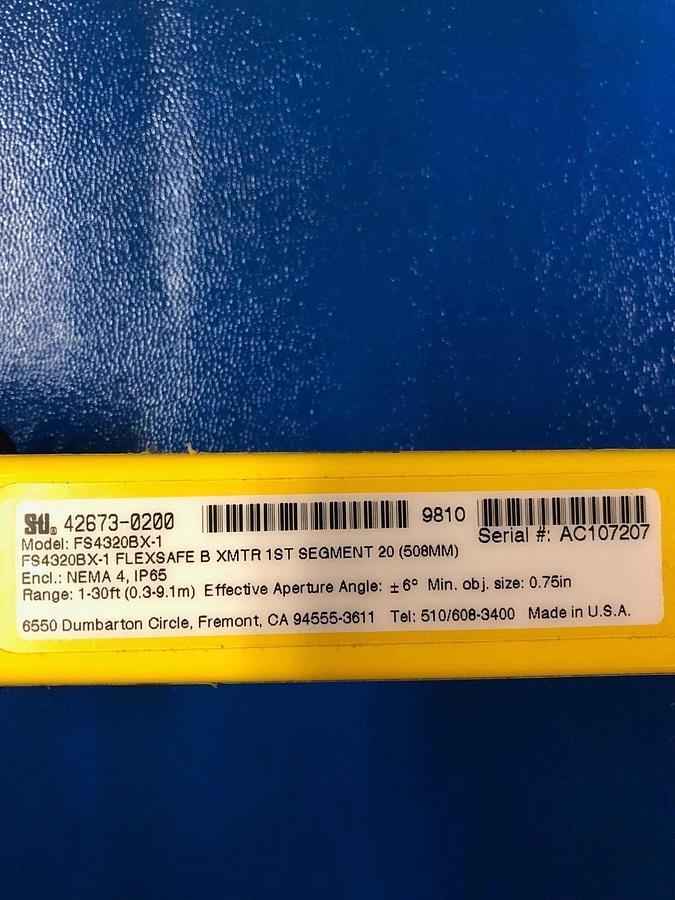 Sti® 42673-0200 9810
Serial #: AC107207
Model: FS4320BX-1
FS4320BX-1 FLEXSAFE B XMTR 1ST SEGMENT 20 (508MM)
Encl.: NEMA 4, IP65
Range: 1-30ft (0.3-9.1m) Effective Aperture Angle: ±6° Min. obj. size: 0.75in
6550 Dumbarton Circle, Fremont, CA 94555-3611 Tel: 510/608-3400 Made in U.S.A.